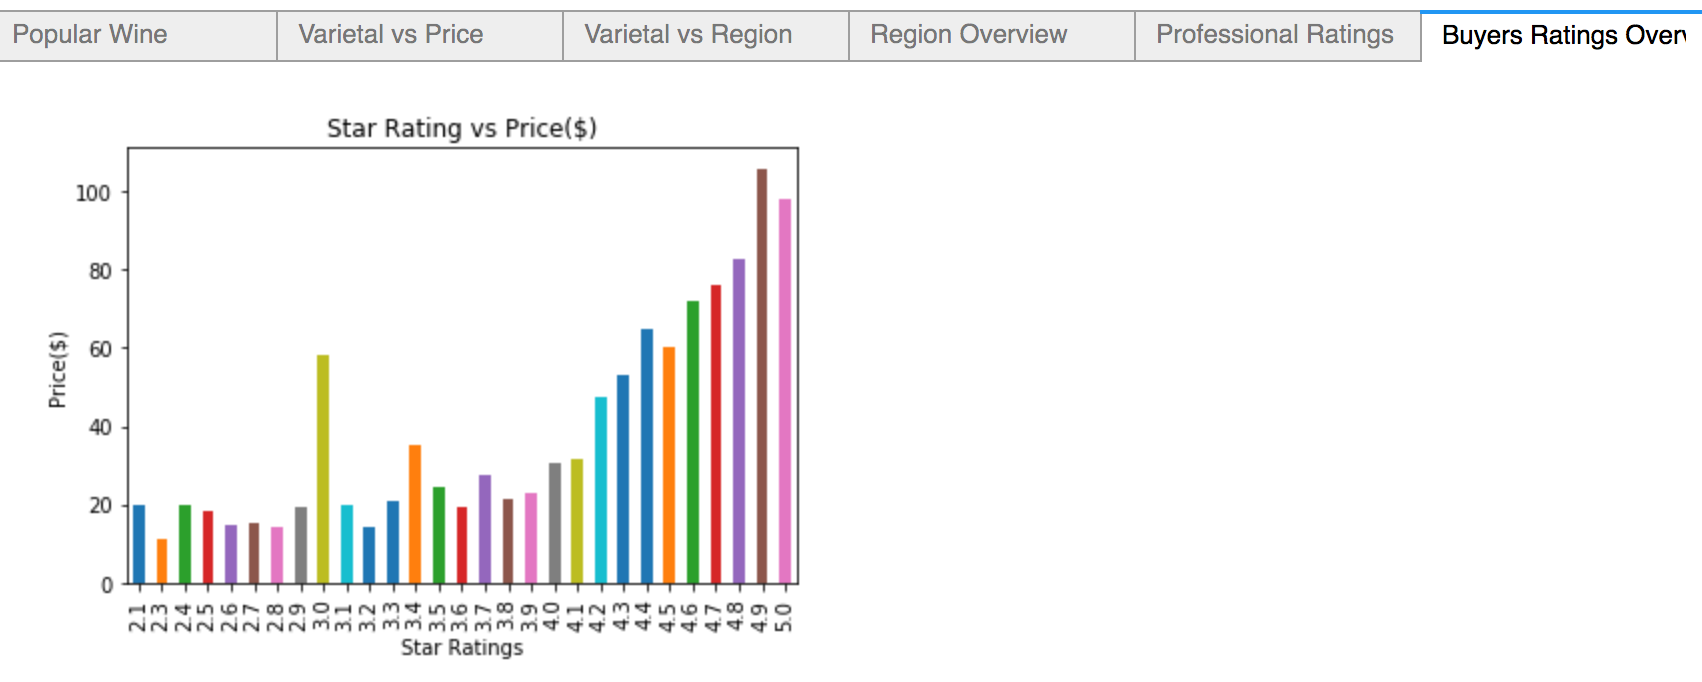 Popular Wine
Varietal vs Price
Varietal vs Region
Region Overview
Professional Ratings
Buyers Ratings Over
Star Rating vs Price($)
100
80
60
40
20
0
Price($)
2.1 2.3 2.4 2.5 2.6 2.7 2.8 2.9 3.0 3.1 3.2 3.3 3.4 3.5 3.6 3.7 3.8 3.9 4.0 4.1 4.2 4.3 4.4 4.5 4.6 4.7 4.8 4.9 5.0
Star Ratings